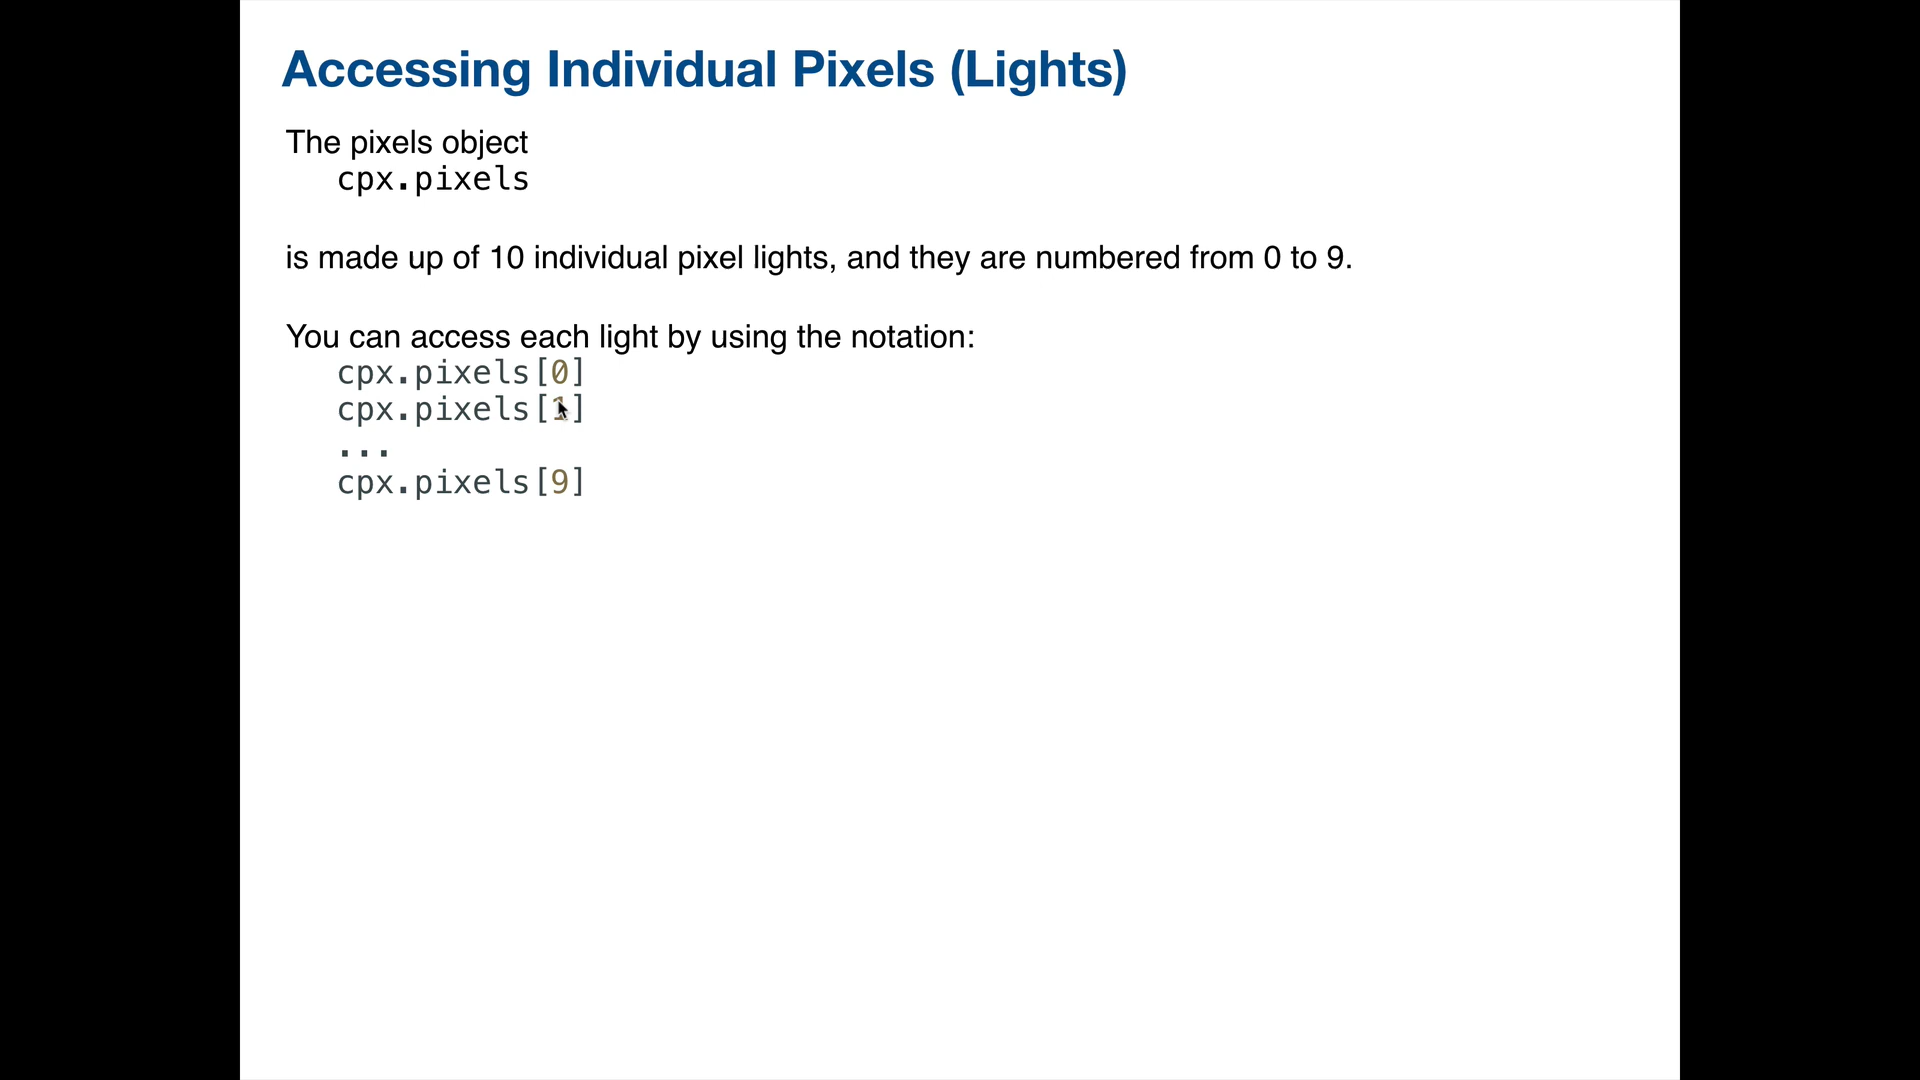 Accessing Individual Pixels (Lights)
The pixels object
cpx.pixels
is made up of 10 individual pixel lights, and they are numbered from 0 to 9.
You can access each light by using the notation:
cpx.pixels[0]
cpx.pixels[1]
...
cpx.pixels[9]